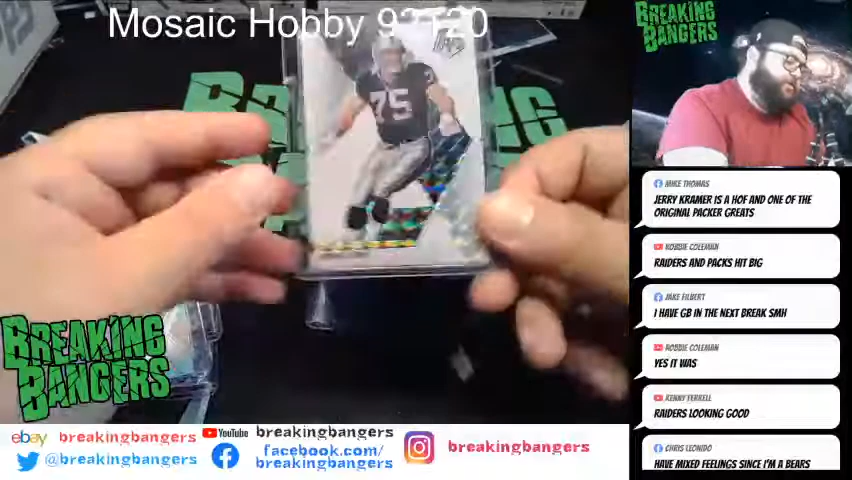 Mosaic Hobby 92120
BREAKING
BANGERS
75
MIKE THOMAS
JERRY KRAMER IS A HOF AND ONE OF THE
ORIGINAL PACKER GREATS
ROBBIE COLEMAN
RAIDERS AND PACKS HIT BIG
JAKE FILBERT
I HAVE GB IN THE NEXT BREAK SMH
ROBBIE COLEMAN
YES IT WAS
KENNY FERRELL
RAIDERS LOOKING GOOD
CHRIS LEONIDO
HAVE MIXED FEELINGS SINCE I'M A BEARS
BREAKING
BANGERS
ebay breakingbangers
YouTube breakingbangers
@breakingbangers
facebook.com/
breakingbangers
breakingbangers